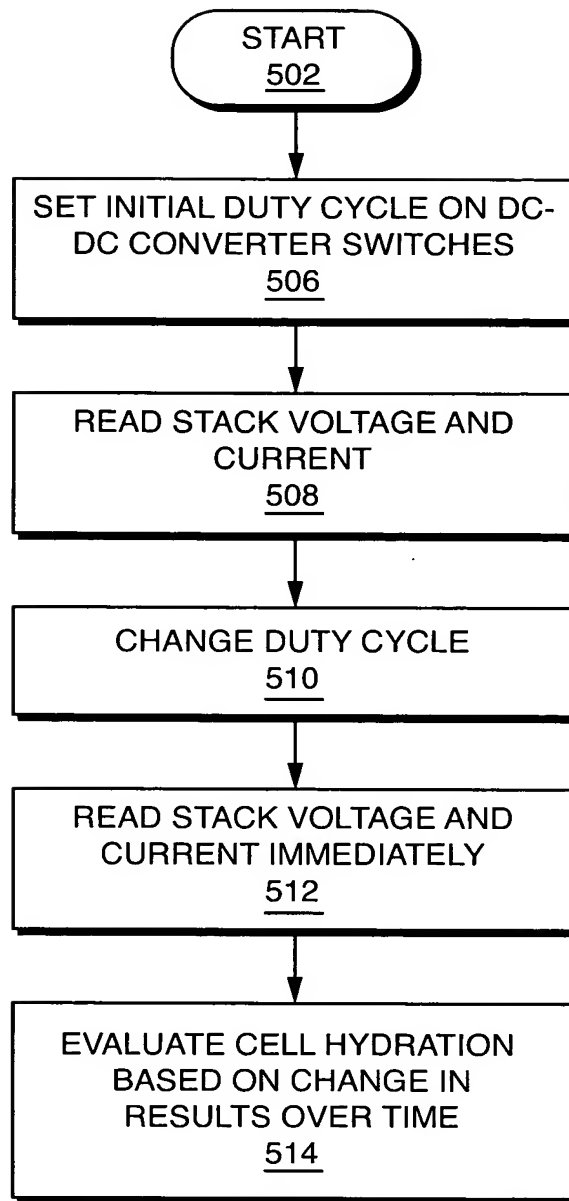 START
502
SET INITIAL DUTY CYCLE ON DC-
DC CONVERTER SWITCHES
506
READ STACK VOLTAGE AND
CURRENT
508
CHANGE DUTY CYCLE
510
READ STACK VOLTAGE AND
CURRENT IMMEDIATELY
512
EVALUATE CELL HYDRATION
BASED ON CHANGE IN
RESULTS OVER TIME
514